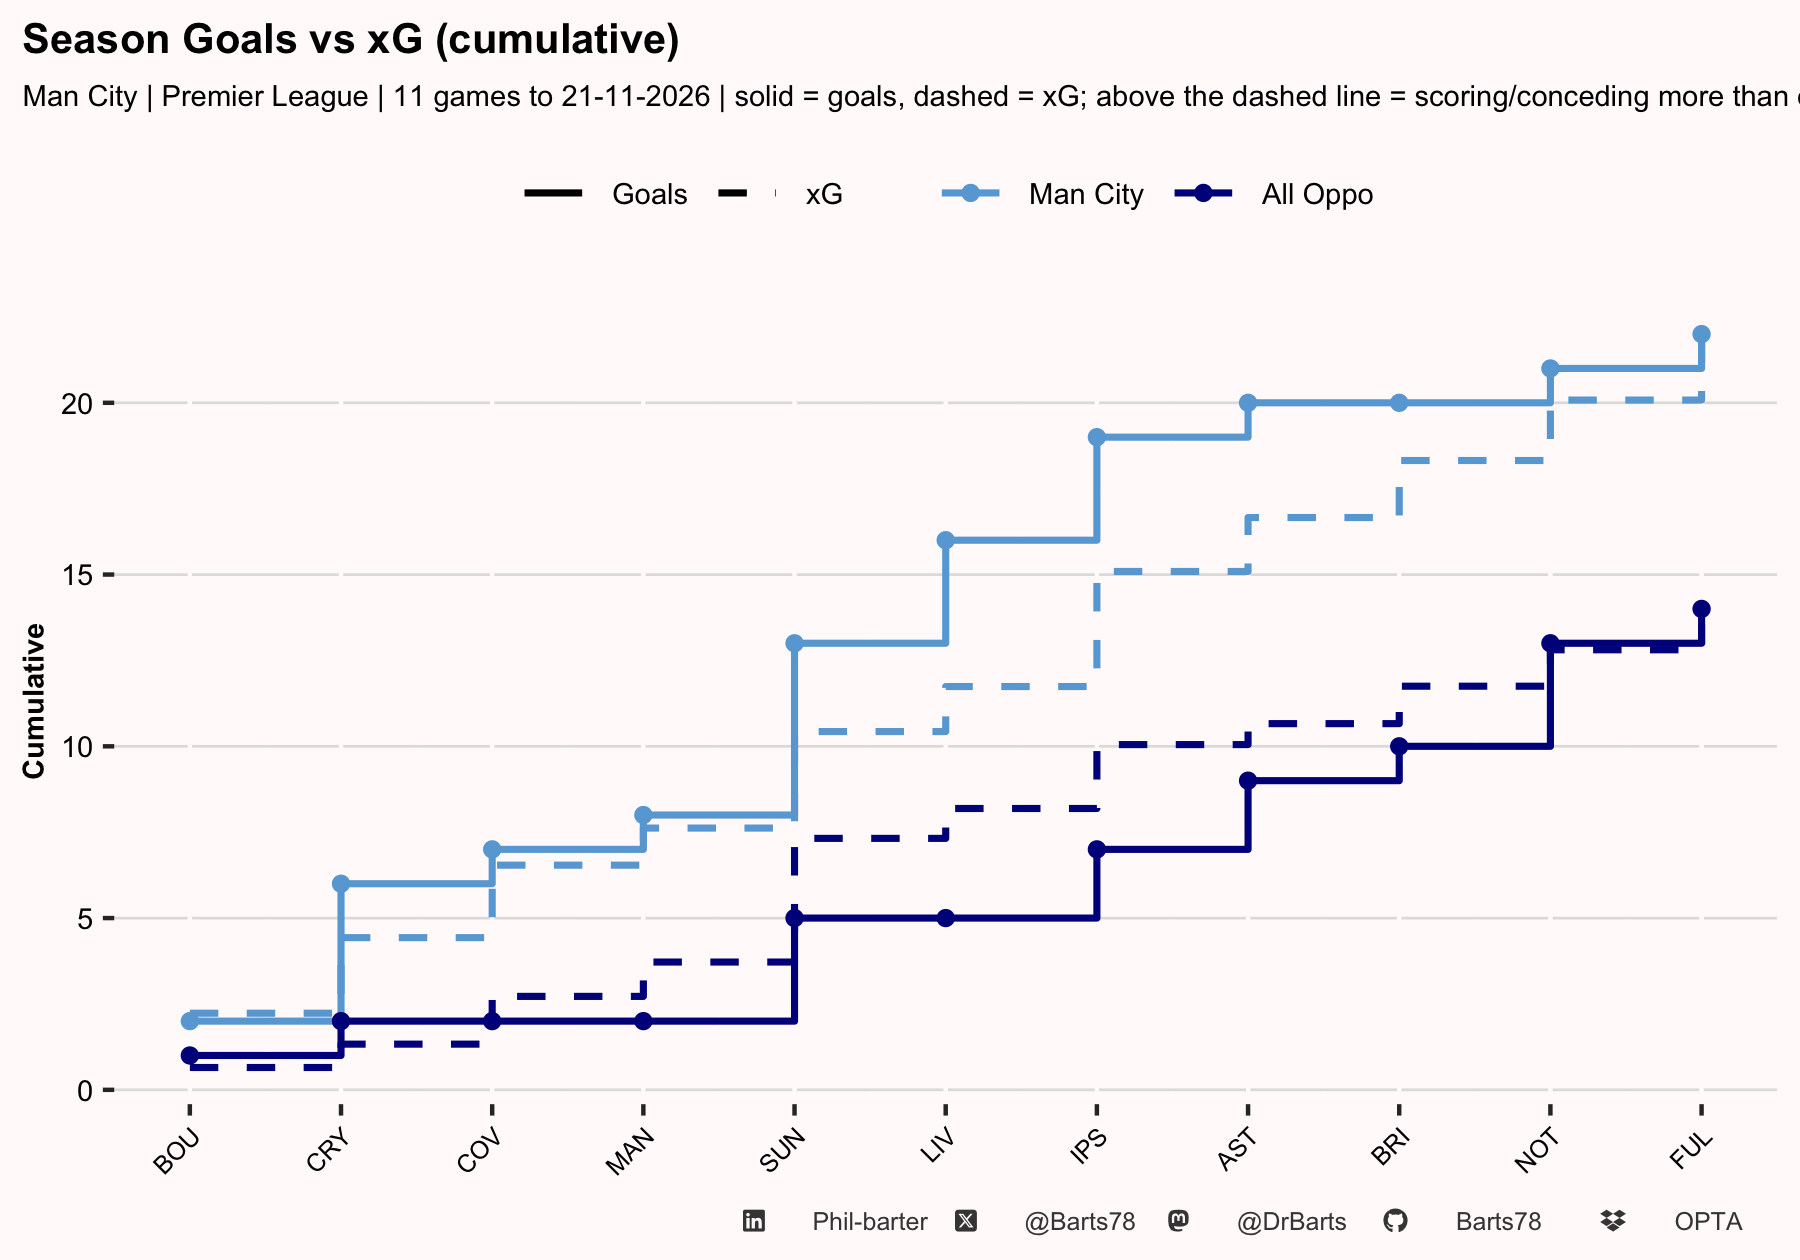 Season Goals vs xG (cumulative)
Man City | Premier League | 11 games to 21-11-2026 | solid = goals, dashed = xG; above the dashed line = scoring/conceding more than
Goals xG Man City All Oppo
Cumulative
20
15
10
5
0
BOU CRY COV MAN SUN LIV IPS AST BRI NOT FUL
Phil-barter @Barts78 @DrBarts Barts78 OPTA